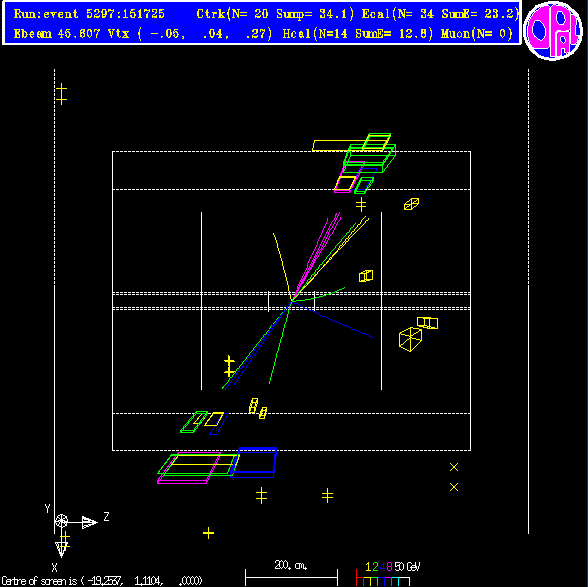 Run:event 5297:151725 Ctrk(N= 20 Sump= 34.1) Ecal(N= 34 SumE= 23.2)
Ebeam 45.607 Vtx ( -.05, .04, .27) Hcal(N=14 SumE= 12.8) Muon(N= 0)
OPAL
Y
Z
X
200. cm.
1 2 4 8 50 GeV
Centre of screen is ( -19.2537, 1.1104, .0000)